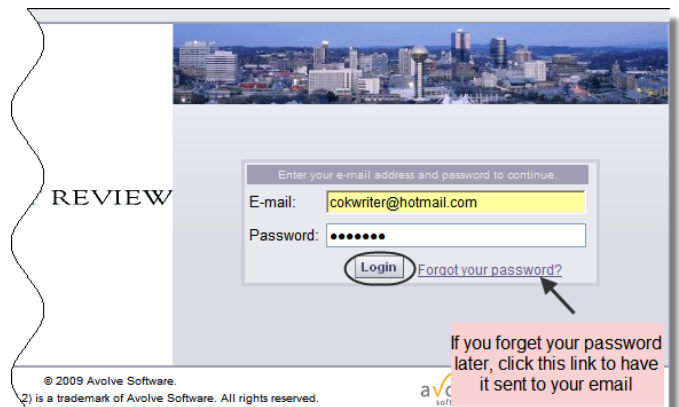 Enter your e-mail address and password to continue.
REVIEW
E-mail: cokwriter@hotmail.com
Password: •••••••
Login Forgot your password?
If you forget your password
later, click this link to have
it sent to your email
© 2009 Avolve Software.
2) is a trademark of Avolve Software. All rights reserved.